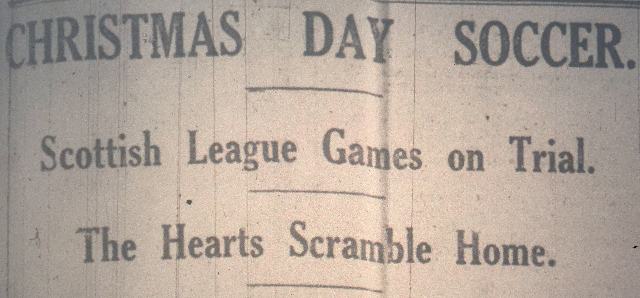 CHRISTMAS DAY SOCCER.
Scottish League Games on Trial.
The Hearts Scramble Home.